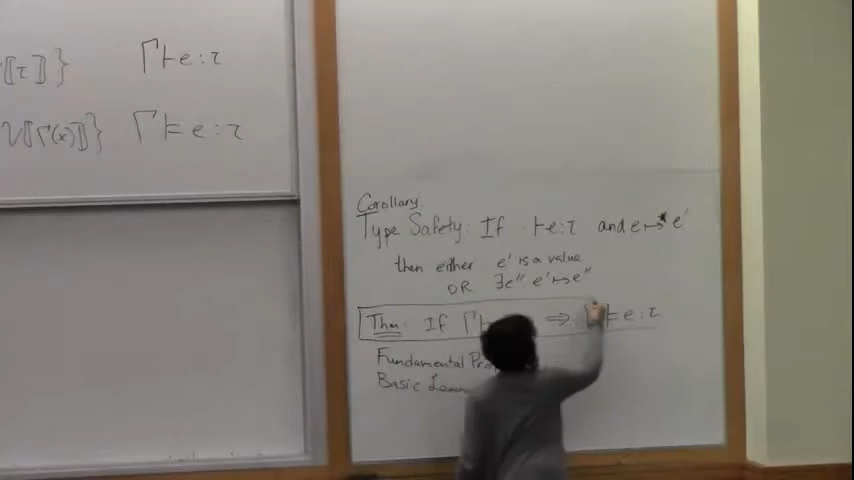 [[τ]]}
Γ ⊢ e : τ
V[[Γ(x)]]}
Γ ⊨ e : τ
Corollary:
Type Safety: If · ⊢ e : τ and e ↦* e'
then either e' is a value
OR ∃e'' e' ↦ e''
Thm: If Γ ⊢ ⇒ ⊨ e : τ
Fundamental
Basic